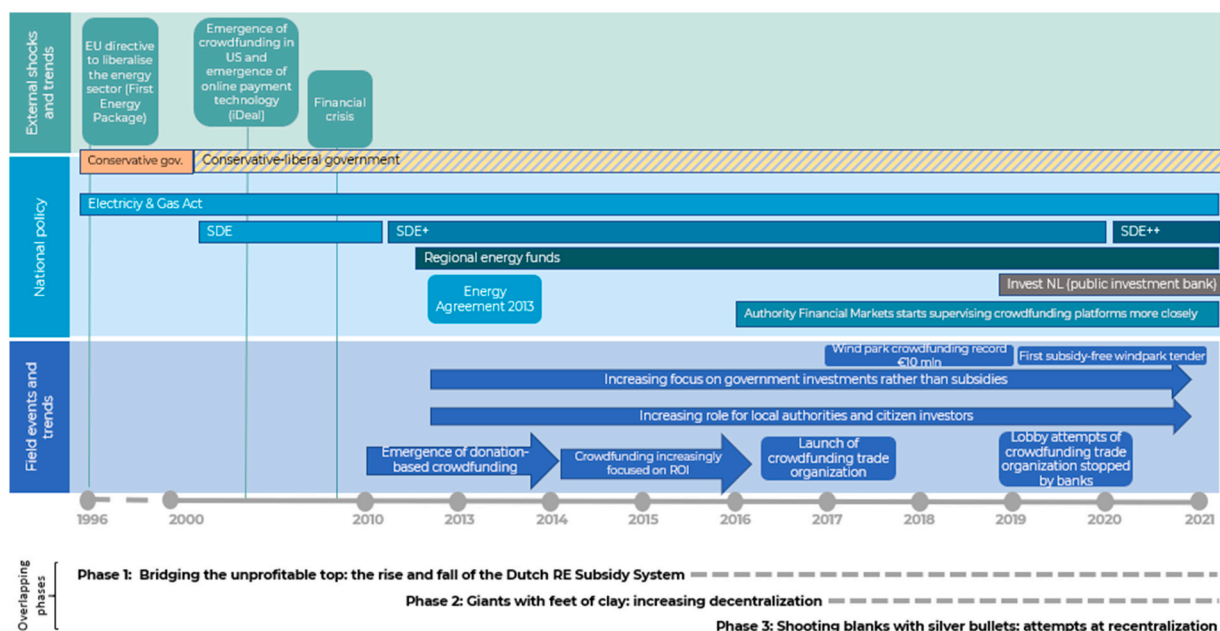 External shocks
and trends
EU directive
to liberalise
the energy
sector (First
Energy
Package)
Emergence of
crowdfunding in
US and
emergence of
online payment
technology
(iDeal)
Financial
crisis
National policy
Conservative gov.
Conservative-liberal government
Electriciy & Gas Act
SDE
SDE+
SDE++
Regional energy funds
Energy
Agreement 2013
Invest NL (public investment bank)
Authority Financial Markets starts supervising crowdfunding platforms more closely
Field events and
trends
Wind park crowdfunding record
€10 mln
First subsidy-free windpark tender
Increasing focus on government investments rather than subsidies
Increasing role for local authorities and citizen investors
Emergence of donation-
based crowdfunding
Crowdfunding increasingly
focused on ROI
Launch of
crowdfunding trade
organization
Lobby attempts of
crowdfunding trade
organization stopped
by banks
1996 2000 2010 2013 2014 2015 2016 2017 2018 2019 2020 2021
Overlapping
phases
Phase 1: Bridging the unprofitable top: the rise and fall of the Dutch RE Subsidy System
Phase 2: Giants with feet of clay: increasing decentralization
Phase 3: Shooting blanks with silver bullets: attempts at recentralization